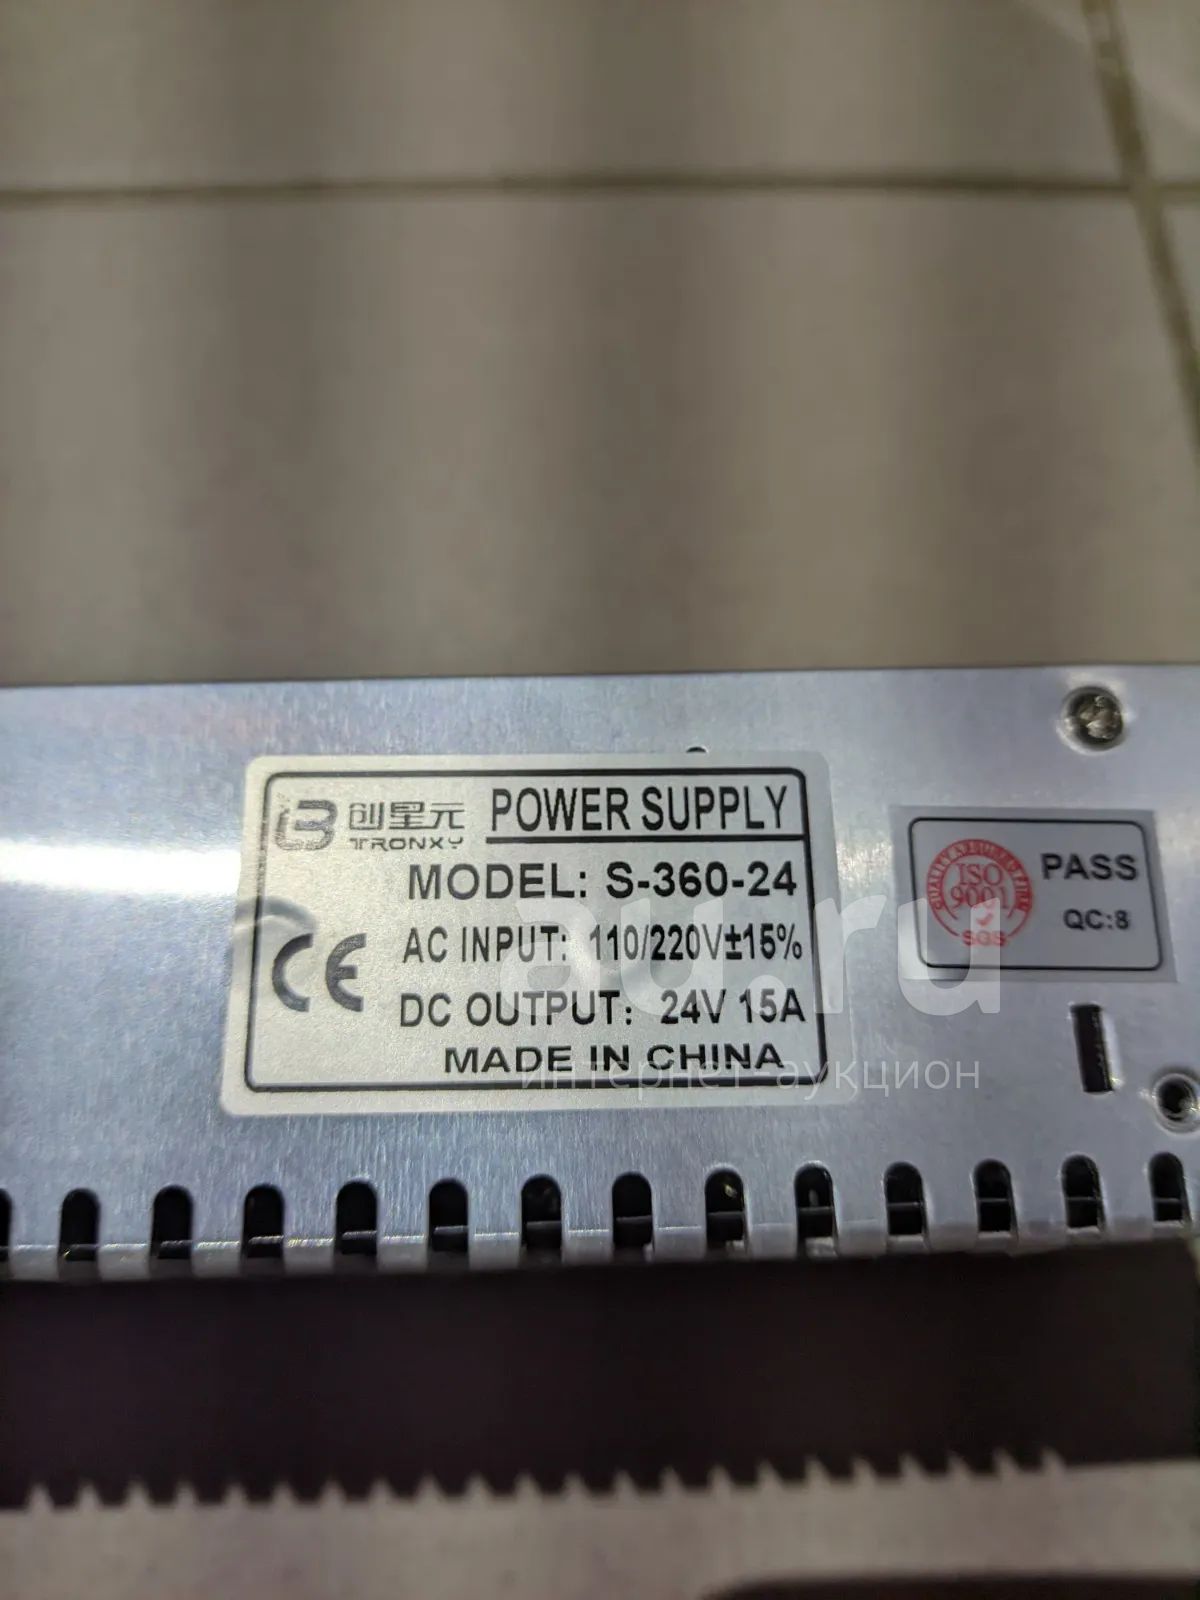 创星元
TRONXY
POWER SUPPLY
MODEL: S-360-24
AC INPUT: 110/220V±15%
DC OUTPUT: 24V 15A
MADE IN CHINA
CE
ISO
9001
SGS
PASS
QC:8
au.ru
интернет-аукцион